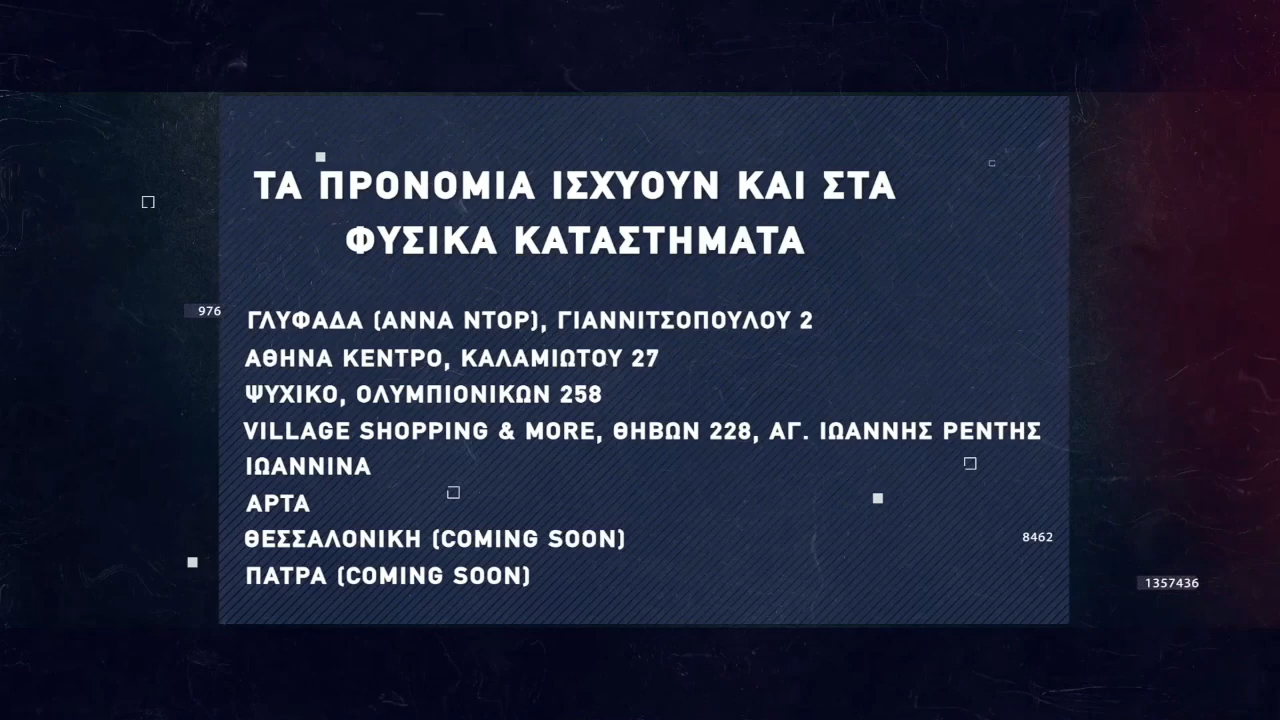 ΤΑ ΠΡΟΝΟΜΙΑ ΙΣΧΥΟΥΝ ΚΑΙ ΣΤΑ
ΦΥΣΙΚΑ ΚΑΤΑΣΤΗΜΑΤΑ
976
ΓΛΥΦΑΔΑ (ΑΝΝΑ ΝΤΟΡ), ΓΙΑΝΝΙΤΣΟΠΟΥΛΟΥ 2
ΑΘΗΝΑ ΚΕΝΤΡΟ, ΚΑΛΑΜΙΩΤΟΥ 27
ΨΥΧΙΚΟ, ΟΛΥΜΠΙΟΝΙΚΩΝ 258
VILLAGE SHOPPING & MORE, ΘΗΒΩΝ 228, ΑΓ. ΙΩΑΝΝΗΣ ΡΕΝΤΗΣ
ΙΩΑΝΝΙΝΑ
ΑΡΤΑ
ΘΕΣΣΑΛΟΝΙΚΗ (COMING SOON)
8462
ΠΑΤΡΑ (COMING SOON)
1357436